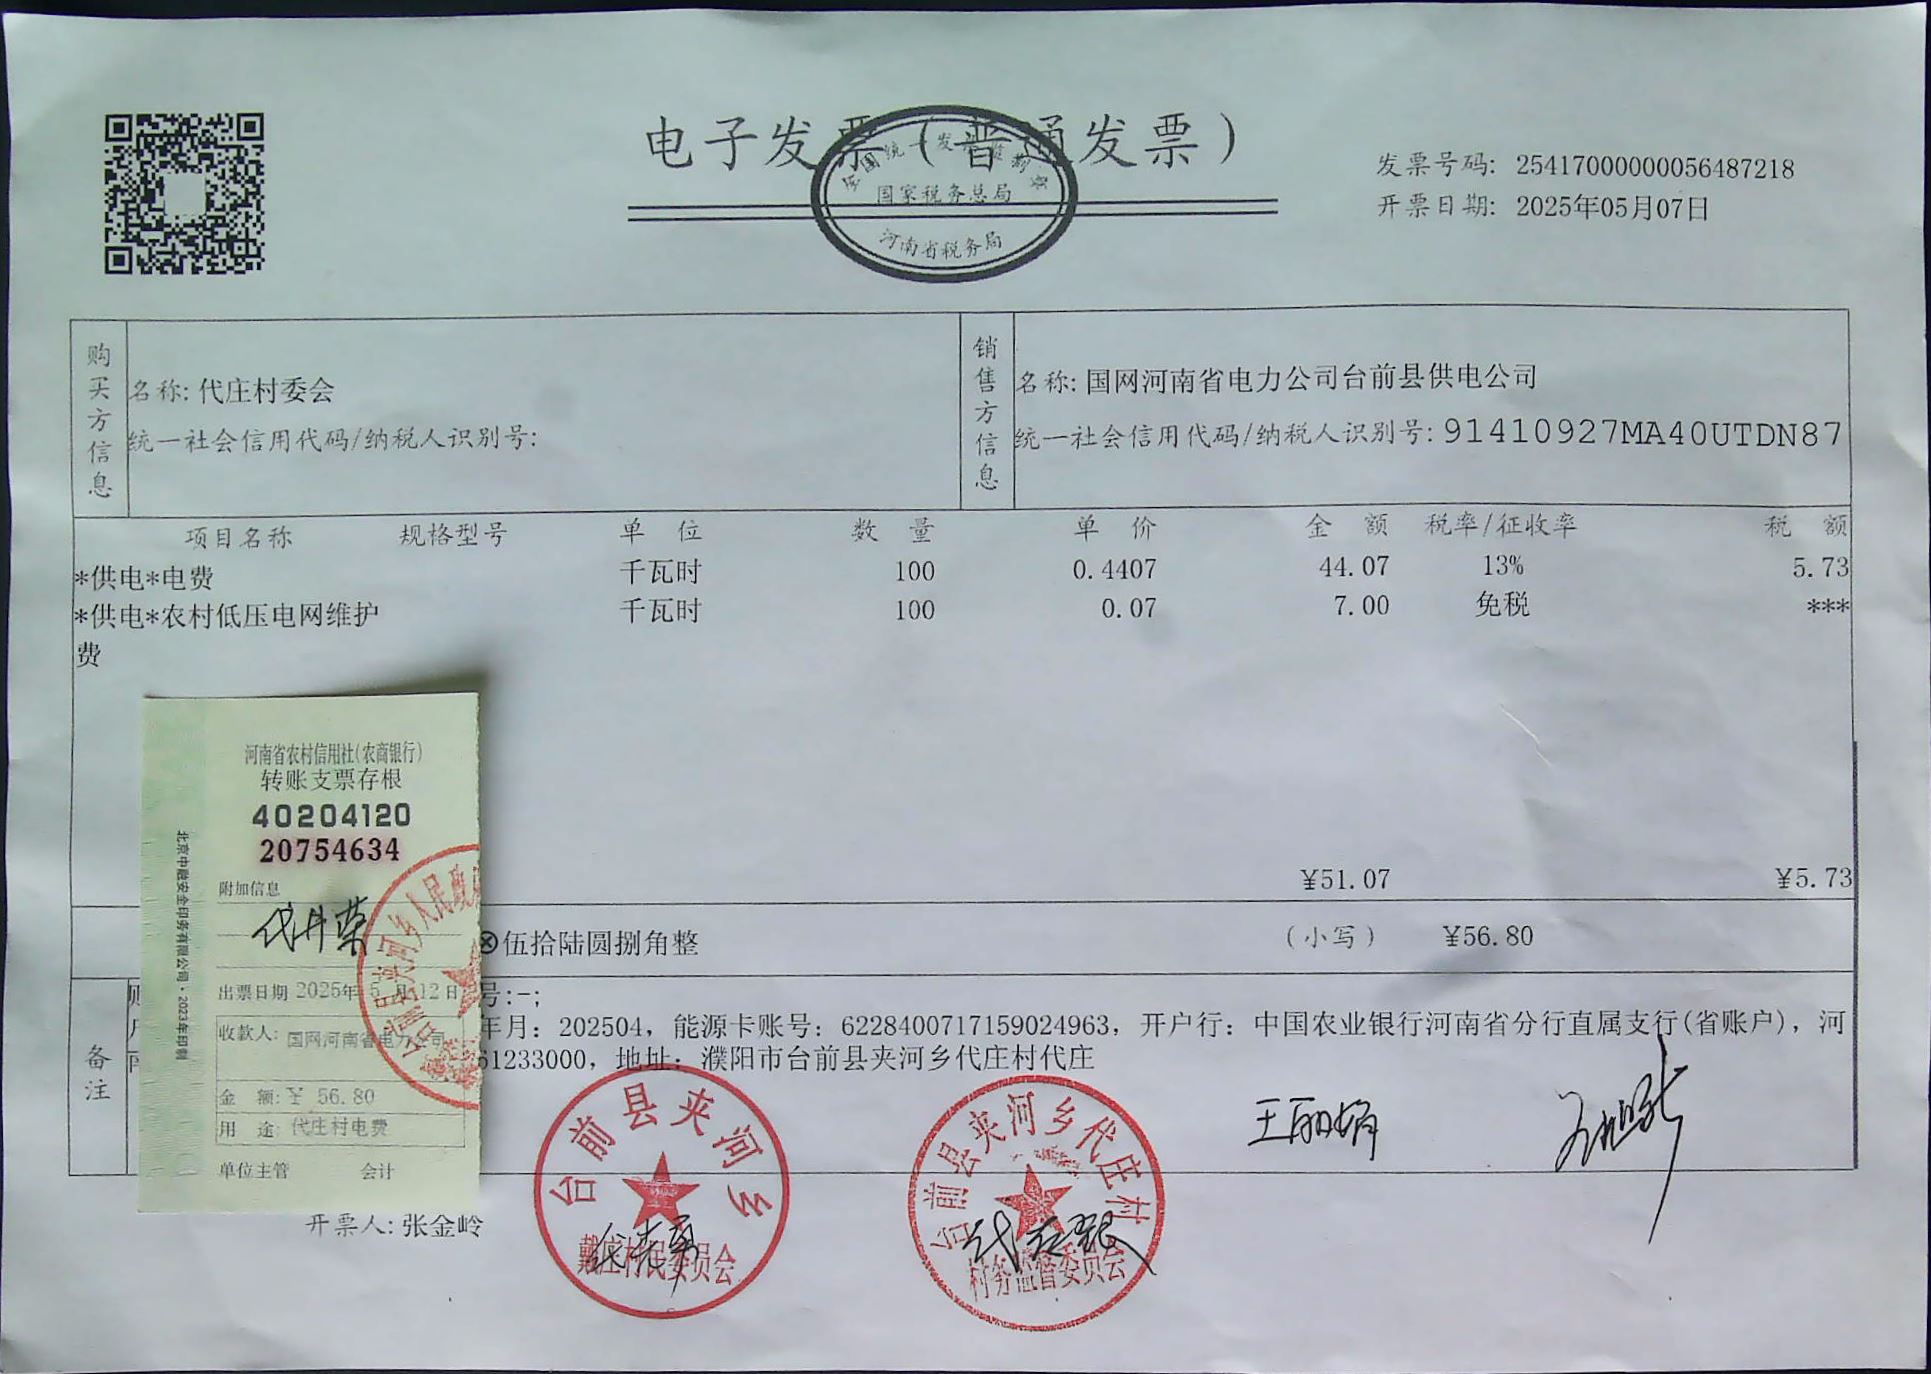 电子发票（普通发票）
全国统一发票监制章
国家税务总局
河南省税务局
发票号码: 25417000000056487218
开票日期: 2025年05月07日
购买方信息
名称: 代庄村委会
统一社会信用代码/纳税人识别号:
销售方信息
名称: 国网河南省电力公司台前县供电公司
统一社会信用代码/纳税人识别号: 91410927MA40UTDN87
项目名称 规格型号 单 位 数 量 单 价 金 额 税率/征收率 税 额
*供电*电费 千瓦时 100 0.4407 44.07 13% 5.73
*供电*农村低压电网维护 千瓦时 100 0.07 7.00 免税 ***
费
¥51.07 ¥5.73
⊗伍拾陆圆捌角整 （小写） ¥56.80
备注
号:-;
年月: 202504, 能源卡账号: 6228400717159024963, 开户行: 中国农业银行河南省分行直属支行(省账户), 河
61233000, 地址: 濮阳市台前县夹河乡代庄村代庄
河南省农村信用社(农商银行)
转账支票存根
40204120
20754634
附加信息
出票日期 2025年 5 月 12 日
收款人: 国网河南省电力公司
金 额: ¥ 56.80
用 途: 代庄村电费
单位主管 会计
北京中融安全印务有限公司·2023年印制
台前县夹河乡人民政
台前县夹河乡
戴庄村民委员会
台前县夹河乡代庄村
村务监督委员会
王丽娟
开票人: 张金岭